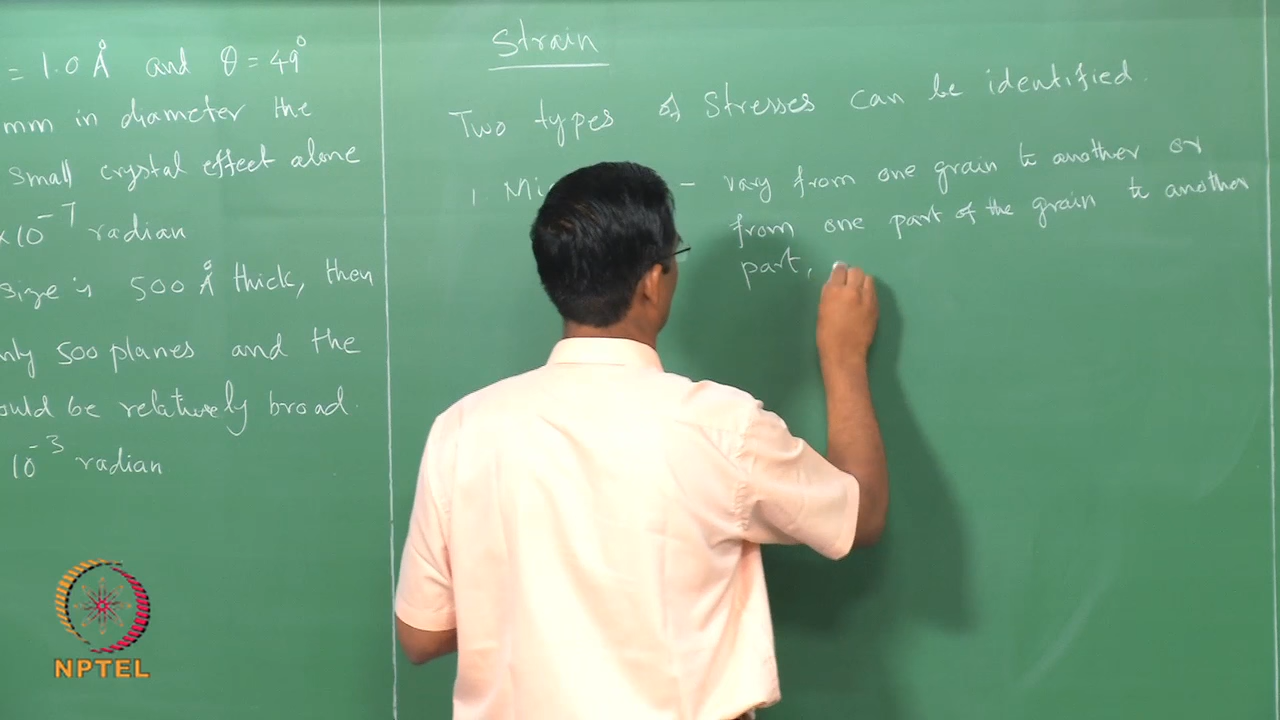 = 1.0 Å and θ = 49°
mm in diameter the
small crystal effect alone
×10⁻⁷ radian
size is 500 Å thick, then
nly 500 planes and the
ould be relatively broad.
10⁻³ radian
Strain
Two types of Stresses can be identified.
1. Mi – vary from one grain to another or
from one part of the grain to another
part,
NPTEL